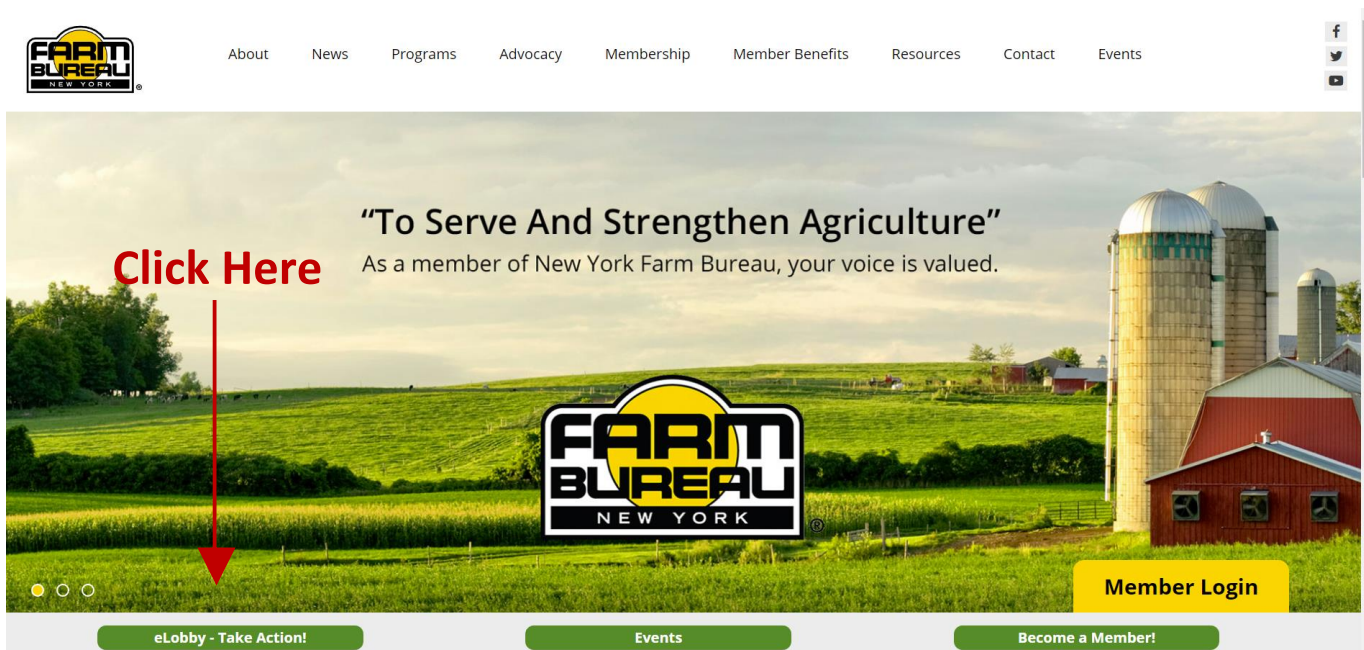 FARM
BUREAU
NEW YORK ®
About News Programs Advocacy Membership Member Benefits Resources Contact Events
“To Serve And Strengthen Agriculture”
Click Here
As a member of New York Farm Bureau, your voice is valued.
FARM
BUREAU
NEW YORK ®
Member Login
eLobby - Take Action! Events Become a Member!